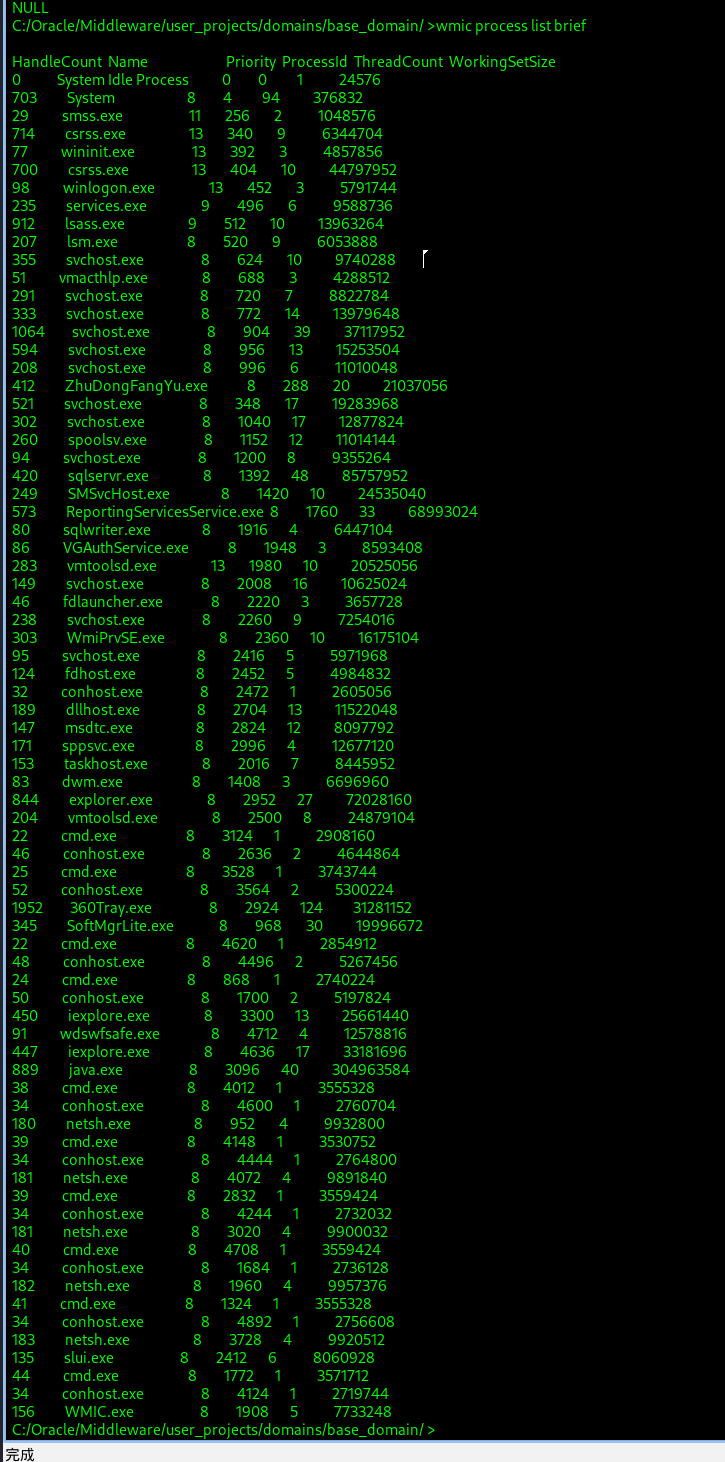 NULL
C:/Oracle/Middleware/user_projects/domains/base_domain/ >wmic process list brief
HandleCount Name Priority ProcessId ThreadCount WorkingSetSize
0 System Idle Process 0 0 1 24576
703 System 8 4 94 376832
29 smss.exe 11 256 2 1048576
714 csrss.exe 13 340 9 6344704
77 wininit.exe 13 392 3 4857856
700 csrss.exe 13 404 10 44797952
98 winlogon.exe 13 452 3 5791744
235 services.exe 9 496 6 9588736
912 lsass.exe 9 512 10 13963264
207 lsm.exe 8 520 9 6053888
355 svchost.exe 8 624 10 9740288
51 vmacthlp.exe 8 688 3 4288512
291 svchost.exe 8 720 7 8822784
333 svchost.exe 8 772 14 13979648
1064 svchost.exe 8 904 39 37117952
594 svchost.exe 8 956 13 15253504
208 svchost.exe 8 996 6 11010048
412 ZhuDongFangYu.exe 8 288 20 21037056
521 svchost.exe 8 348 17 19283968
302 svchost.exe 8 1040 17 12877824
260 spoolsv.exe 8 1152 12 11014144
94 svchost.exe 8 1200 8 9355264
420 sqlservr.exe 8 1392 48 85757952
249 SMSvcHost.exe 8 1420 10 24535040
573 ReportingServicesService.exe 8 1760 33 68993024
80 sqlwriter.exe 8 1916 4 6447104
86 VGAuthService.exe 8 1948 3 8593408
283 vmtoolsd.exe 13 1980 10 20525056
149 svchost.exe 8 2008 16 10625024
46 fdlauncher.exe 8 2220 3 3657728
238 svchost.exe 8 2260 9 7254016
303 WmiPrvSE.exe 8 2360 10 16175104
95 svchost.exe 8 2416 5 5971968
124 fdhost.exe 8 2452 5 4984832
32 conhost.exe 8 2472 1 2605056
189 dllhost.exe 8 2704 13 11522048
147 msdtc.exe 8 2824 12 8097792
171 sppsvc.exe 8 2996 4 12677120
153 taskhost.exe 8 2016 7 8445952
83 dwm.exe 8 1408 3 6696960
844 explorer.exe 8 2952 27 72028160
204 vmtoolsd.exe 8 2500 8 24879104
22 cmd.exe 8 3124 1 2908160
46 conhost.exe 8 2636 2 4644864
25 cmd.exe 8 3528 1 3743744
52 conhost.exe 8 3564 2 5300224
1952 360Tray.exe 8 2924 124 31281152
345 SoftMgrLite.exe 8 968 30 19996672
22 cmd.exe 8 4620 1 2854912
48 conhost.exe 8 4496 2 5267456
24 cmd.exe 8 868 1 2740224
50 conhost.exe 8 1700 2 5197824
450 iexplore.exe 8 3300 13 25661440
91 wdswfsafe.exe 8 4712 4 12578816
447 iexplore.exe 8 4636 17 33181696
889 java.exe 8 3096 40 304963584
38 cmd.exe 8 4012 1 3555328
34 conhost.exe 8 4600 1 2760704
180 netsh.exe 8 952 4 9932800
39 cmd.exe 8 4148 1 3530752
34 conhost.exe 8 4444 1 2764800
181 netsh.exe 8 4072 4 9891840
39 cmd.exe 8 2832 1 3559424
34 conhost.exe 8 4244 1 2732032
181 netsh.exe 8 3020 4 9900032
40 cmd.exe 8 4708 1 3559424
34 conhost.exe 8 1684 1 2736128
182 netsh.exe 8 1960 4 9957376
41 cmd.exe 8 1324 1 3555328
34 conhost.exe 8 4892 1 2756608
183 netsh.exe 8 3728 4 9920512
135 slui.exe 8 2412 6 8060928
44 cmd.exe 8 1772 1 3571712
34 conhost.exe 8 4124 1 2719744
156 WMIC.exe 8 1908 5 7733248
C:/Oracle/Middleware/user_projects/domains/base_domain/ >
完成